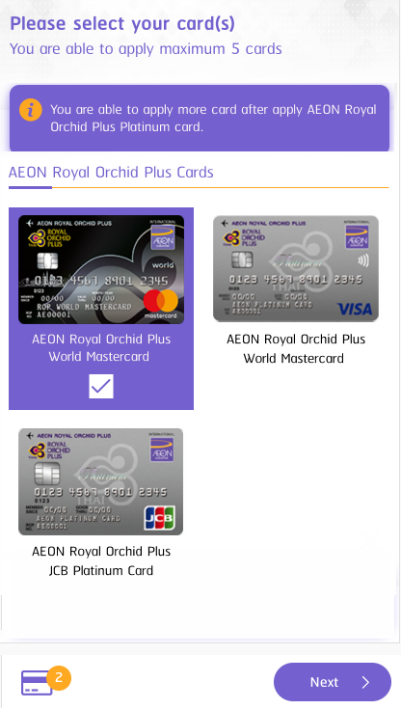 Please select your card(s)
You are able to apply maximum 5 cards
i
You are able to apply more card after apply AEON Royal
Orchid Plus Platinum card.
AEON Royal Orchid Plus Cards
AEON ROYAL ORCHID PLUS
INTERNATIONAL
ROYAL
ORCHID
PLUS
AEON
world
0123 4567 8901 2345
0123
00/00 00/00
ROP WORLD MASTERCARD
AE00001
mastercard
AEON Royal Orchid Plus
World Mastercard
AEON ROYAL ORCHID PLUS
INTERNATIONAL
ROYAL
ORCHID
PLUS
AEON
Platinum
0123 4567 8901 2345
0123 THAI
00/00 00/00
AEON PLATINUM CARD
AE00001
VISA
AEON Royal Orchid Plus
World Mastercard
AEON ROYAL ORCHID PLUS
INTERNATIONAL
ROYAL
ORCHID
PLUS
AEON
Platinum
0123 4567 8901 2345
0123 THAI
00/00 00/00
AEON PLATINUM CARD
AE00001
JCB
AEON Royal Orchid Plus
JCB Platinum Card
2
Next